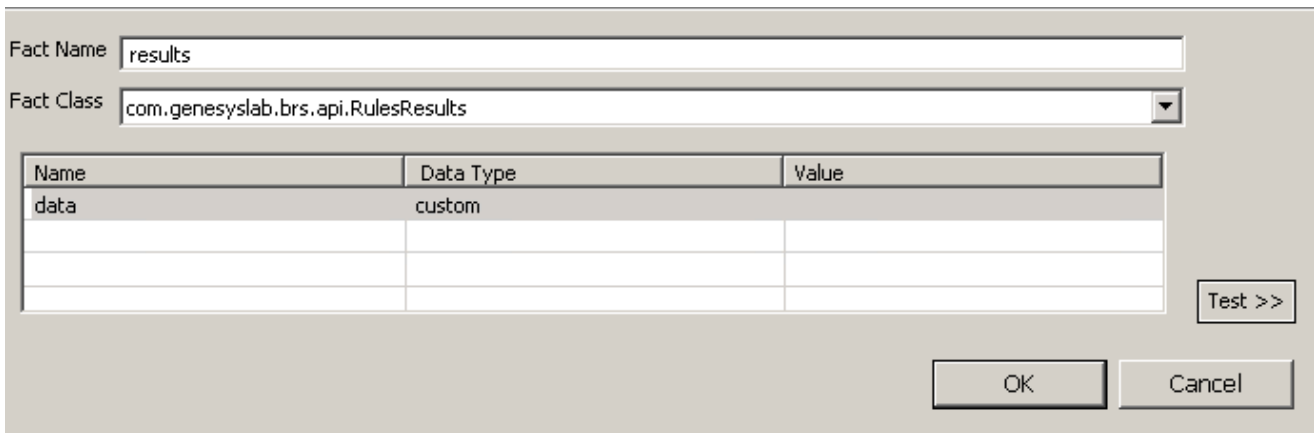 Fact Name results
Fact Class com.genesyslab.brs.api.RulesResults
Name Data Type Value
data custom
Test >>
OK Cancel